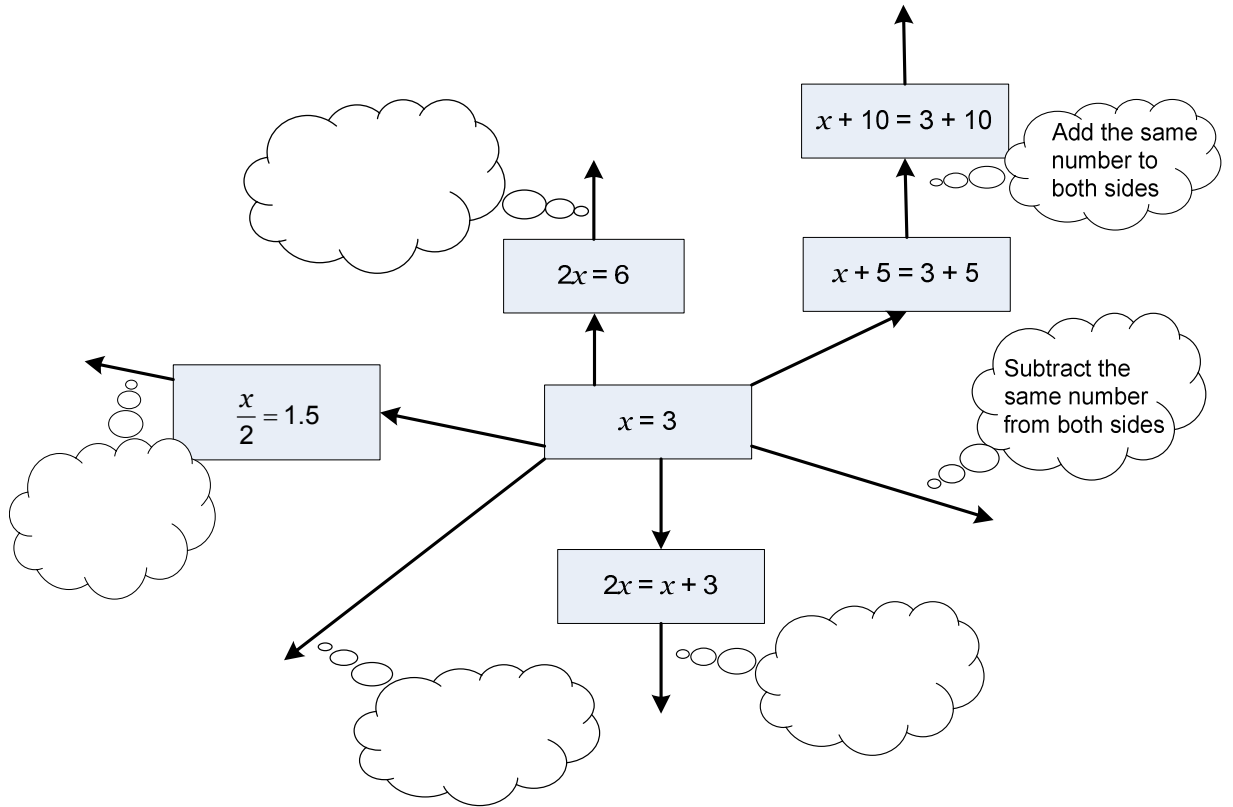 x + 10 = 3 + 10
Add the same
number to
both sides
2x = 6
x + 5 = 3 + 5
x/2 = 1.5
x = 3
Subtract the
same number
from both sides
2x = x + 3